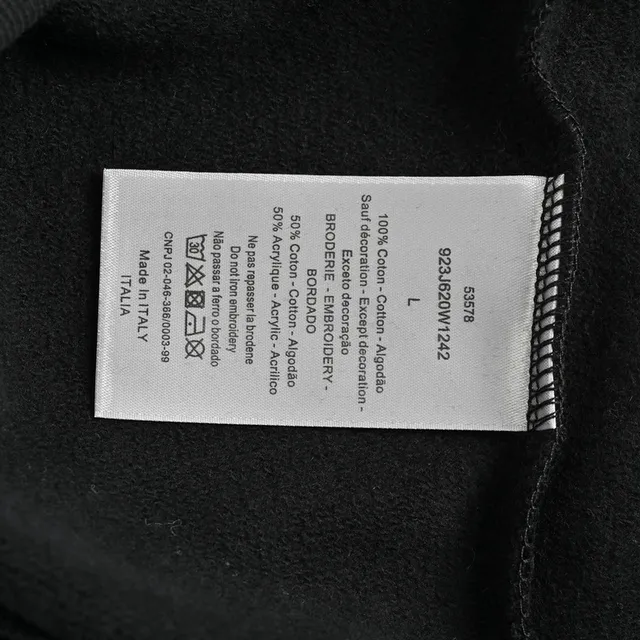 53578
923J620W1242
L
100% Coton - Cotton - Algodão
Sauf décoration - Except decoration -
Exceto decoração
BRODERIE - EMBROIDERY -
BORDADO
50% Coton - Cotton - Algodão
50% Acrylique - Acrylic - Acrilico
Ne pas repasser la broderie
Do not iron embroidery
Não passar a ferro o bordado
30
CNPJ 02-046-366/0003-99
Made in ITALY
ITALIA